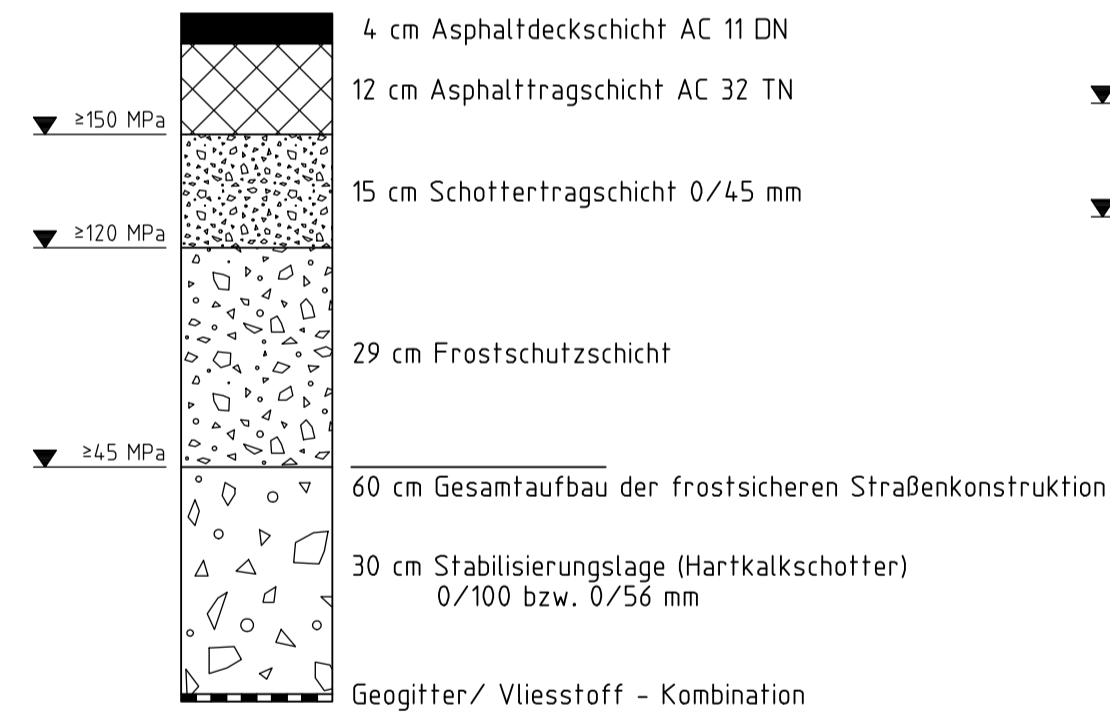 4 cm Asphaltdeckschicht AC 11 DN
12 cm Asphalttragschicht AC 32 TN
≥150 MPa
15 cm Schottertragschicht 0/45 mm
≥120 MPa
29 cm Frostschutzschicht
≥45 MPa
60 cm Gesamtaufbau der frostsicheren Straßenkonstruktion
30 cm Stabilisierungslage (Hartkalkschotter)
0/100 bzw. 0/56 mm
Geogitter/ Vliesstoff - Kombination